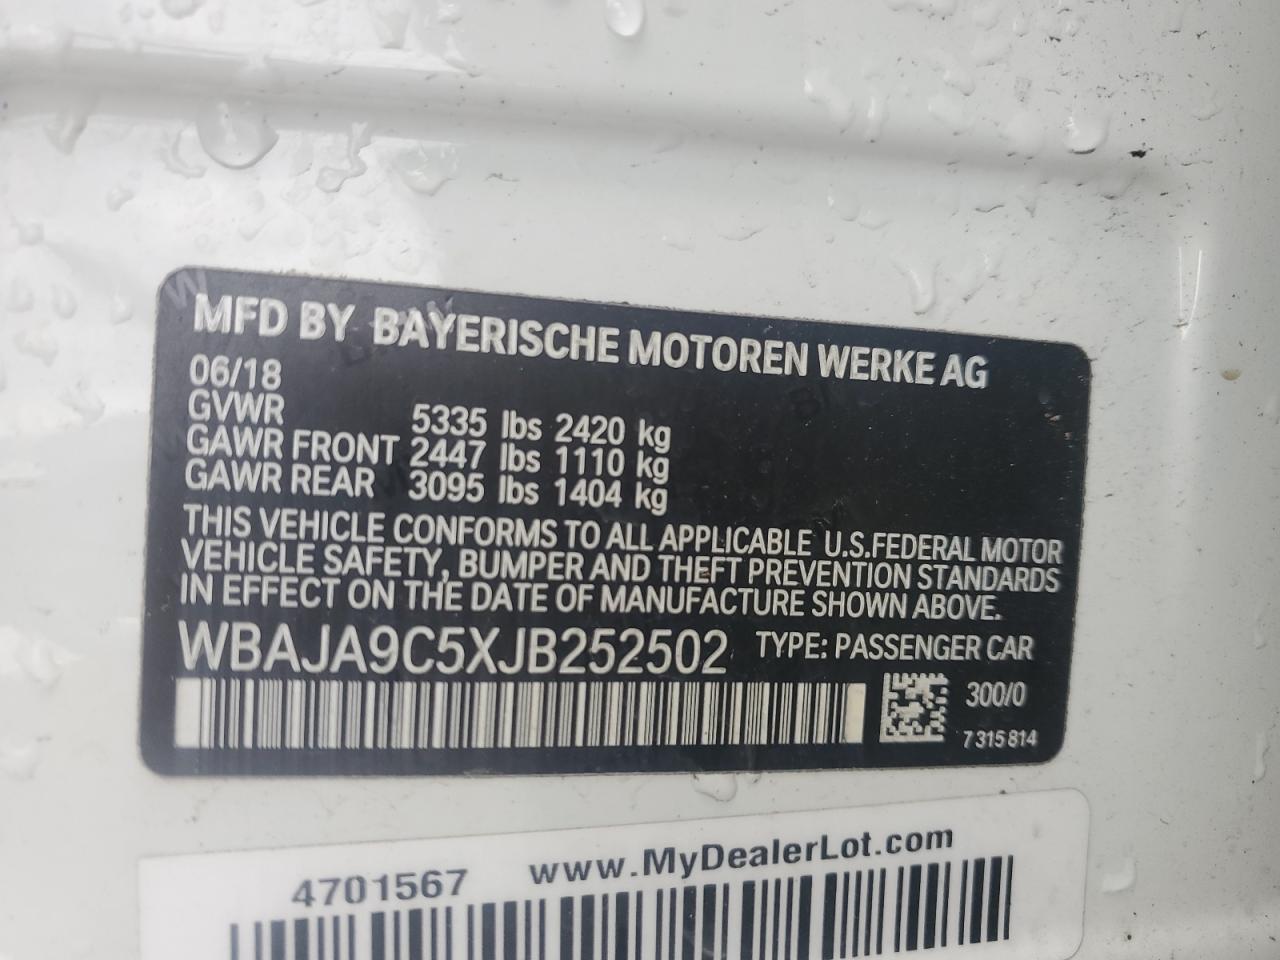 MFD BY BAYERISCHE MOTOREN WERKE AG
06/18
GVWR 5335 lbs 2420 kg
GAWR FRONT 2447 lbs 1110 kg
GAWR REAR 3095 lbs 1404 kg
THIS VEHICLE CONFORMS TO ALL APPLICABLE U.S.FEDERAL MOTOR
VEHICLE SAFETY, BUMPER AND THEFT PREVENTION STANDARDS
IN EFFECT ON THE DATE OF MANUFACTURE SHOWN ABOVE.
WBAJA9C5XJB252502 TYPE: PASSENGER CAR
300/0
7 315 814
4701567 www.MyDealerLot.com